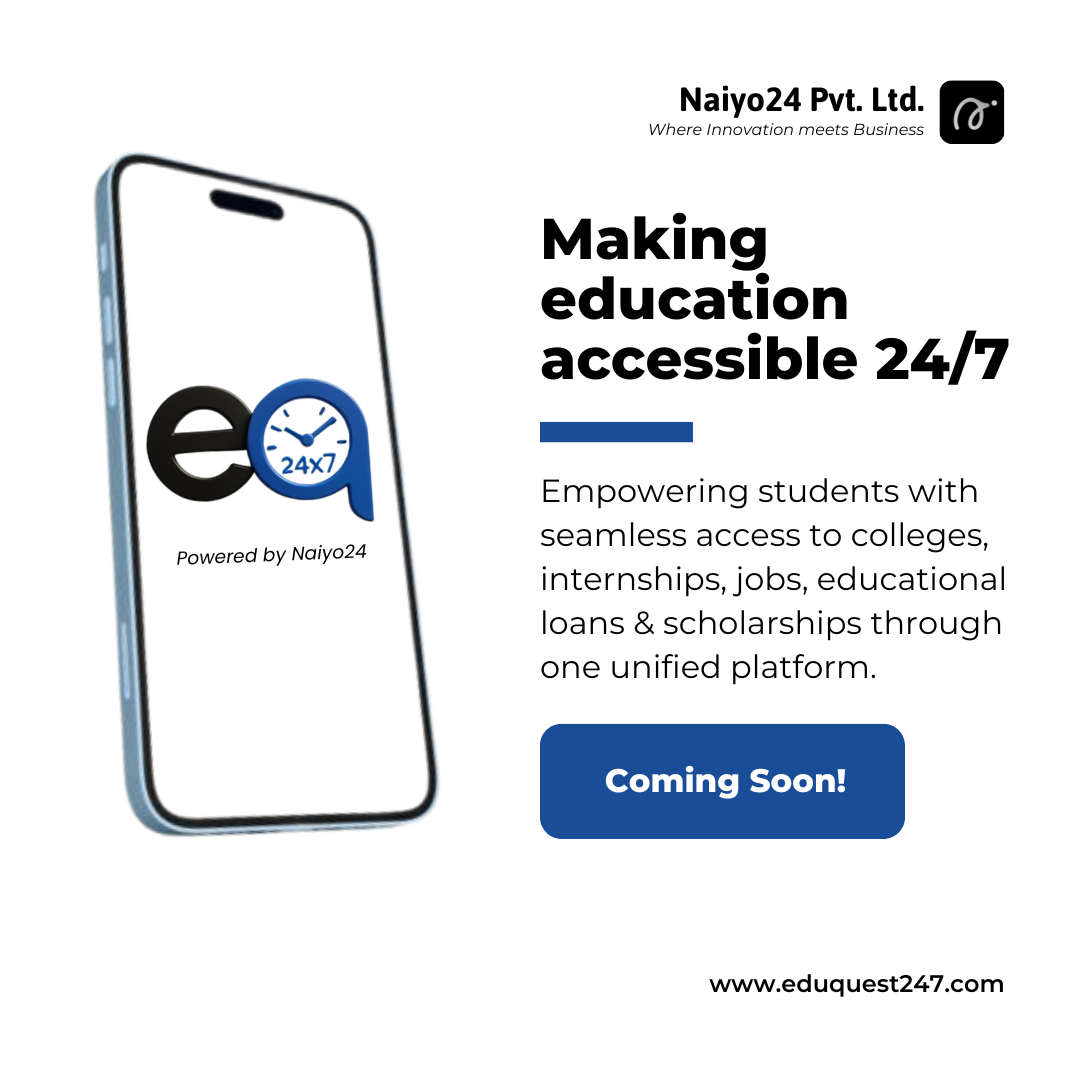 Naiyo24 Pvt. Ltd.
Where Innovation meets Business
Making
education
accessible 24/7
Empowering students with
seamless access to colleges,
internships, jobs, educational
loans & scholarships through
one unified platform.
Coming Soon!
eq
24x7
Powered by Naiyo24
www.eduquest247.com